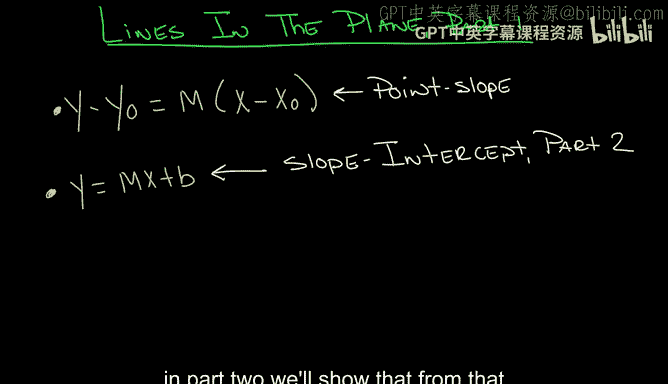 GPT中英字幕课程资源@bilibili.com
GPT中英字幕课程资源 bilibili
LINES IN THE PLANE, PART 1
• Y - Y₀ = M (X - X₀) ← POINT-SLOPE
• Y = MX + b ← SLOPE-INTERCEPT, PART 2
in part two we'll show that from that